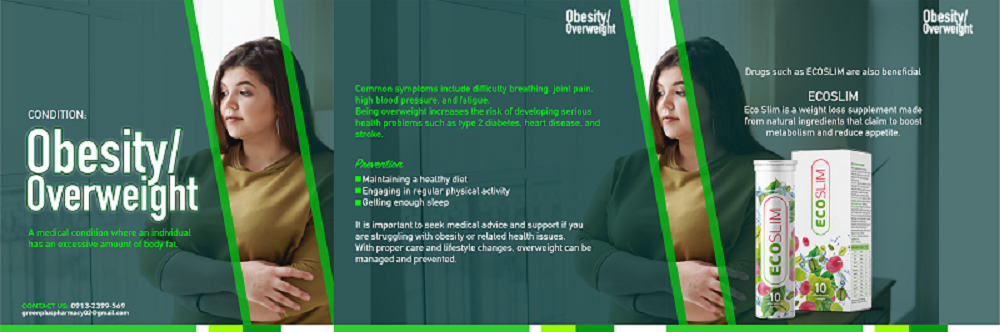 CONDITION:
Obesity/
Overweight
A medical condition where an individual
has an excessive amount of body fat.
CONTACT US: 0913-2399-569
greenpluspharmacy02@gmail.com
Obesity/
Overweight
Common symptoms include difficulty breathing, joint pain,
high blood pressure, and fatigue.
Being overweight increases the risk of developing serious
health problems such as type 2 diabetes, heart disease, and
stroke.
Prevention
Maintaining a healthy diet
Engaging in regular physical activity
Getting enough sleep
It is important to seek medical advice and support if you
are struggling with obesity or related health issues.
With proper care and lifestyle changes, overweight can be
managed and prevented.
Obesity/
Overweight
Drugs such as ECOSLIM are also beneficial
ECOSLIM
Eco Slim is a weight loss supplement made
from natural ingredients that claim to boost
metabolism and reduce appetite.
ECOSLIM
10
ECOSLIM
10